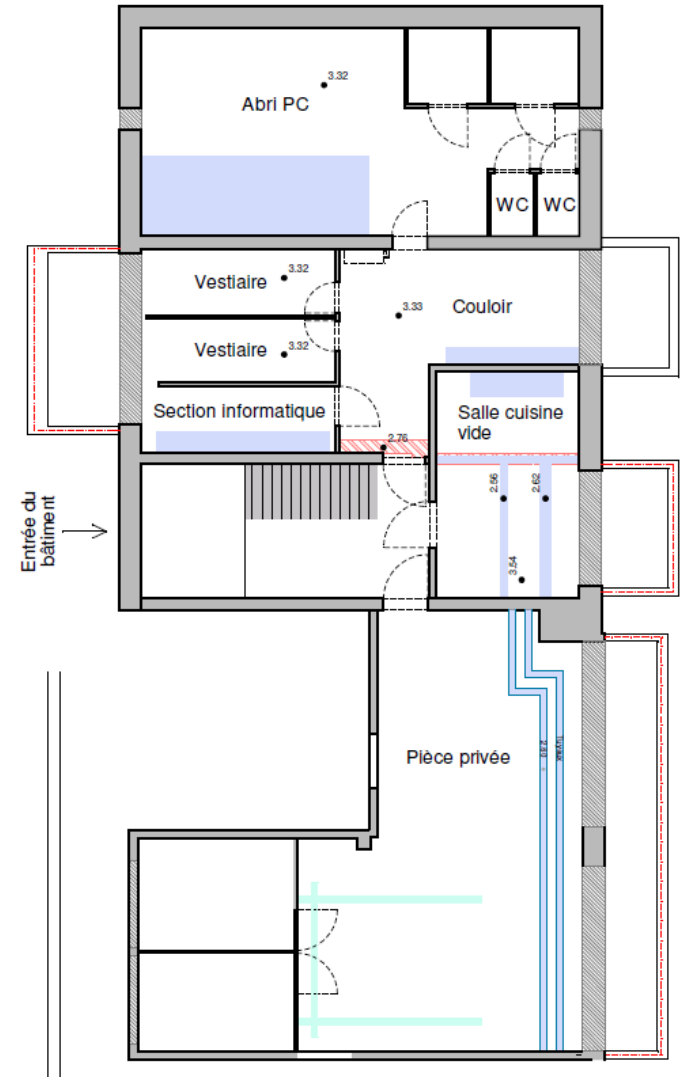 3.32
Abri PC
WC
WC
3.32
Vestiaire
3.33
Couloir
3.32
Vestiaire
Section informatique
Salle cuisine
vide
2.76
2.56
2.62
Entrée du
bâtiment
3.54
Pièce privée
Tuyaux